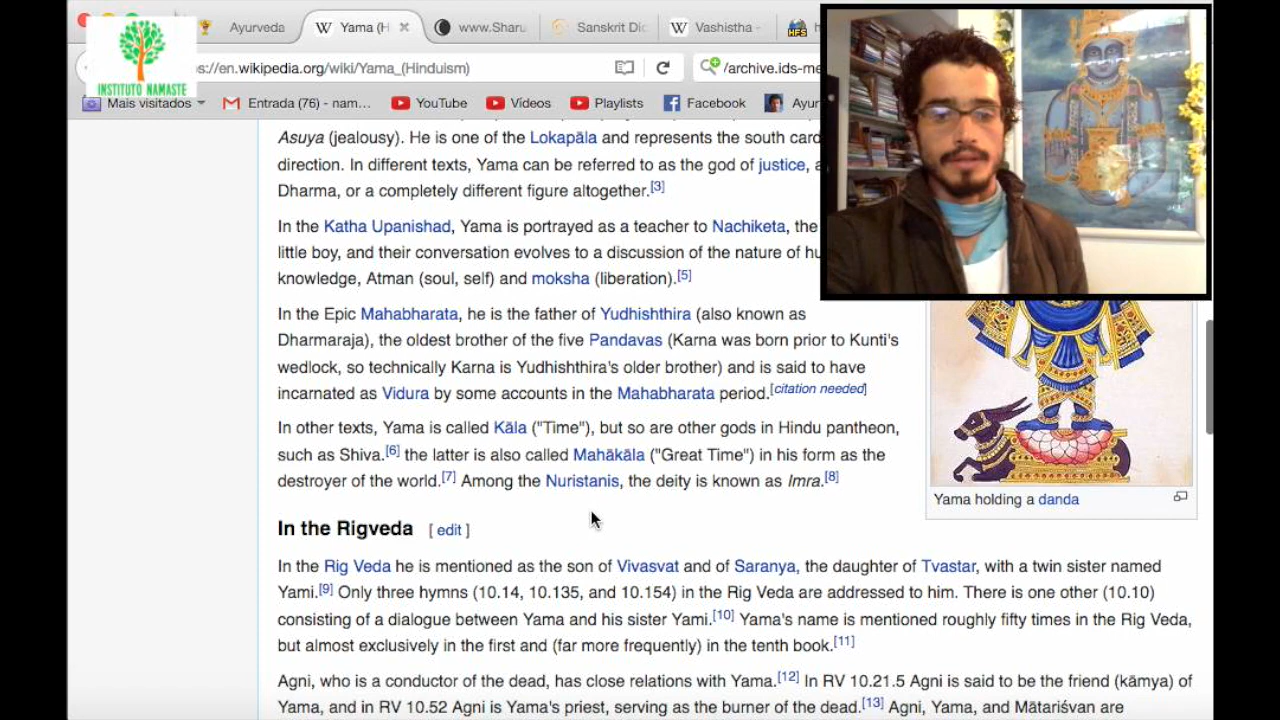 Ayurveda
Yama (H
www.Sharu
Sanskrit Di
Vashistha -
h
HFS
INSTITUTO NAMASTE
s://en.wikipedia.org/wiki/Yama_(Hinduism)
/archive.ids-me
Mais visitados
Entrada (76) - nam...
YouTube
Vídeos
Playlists
Facebook
Ayur
Asuya (jealousy). He is one of the Lokapāla and represents the south card
direction. In different texts, Yama can be referred to as the god of justice, a
Dharma, or a completely different figure altogether.[3]
In the Katha Upanishad, Yama is portrayed as a teacher to Nachiketa, the
little boy, and their conversation evolves to a discussion of the nature of hu
knowledge, Atman (soul, self) and moksha (liberation).[5]
In the Epic Mahabharata, he is the father of Yudhishthira (also known as
Dharmaraja), the oldest brother of the five Pandavas (Karna was born prior to Kunti's
wedlock, so technically Karna is Yudhishthira's older brother) and is said to have
incarnated as Vidura by some accounts in the Mahabharata period.[citation needed]
In other texts, Yama is called Kāla ("Time"), but so are other gods in Hindu pantheon,
such as Shiva.[6] the latter is also called Mahākāla ("Great Time") in his form as the
destroyer of the world.[7] Among the Nuristanis, the deity is known as Imra.[8]
Yama holding a danda
In the Rigveda [ edit ]
In the Rig Veda he is mentioned as the son of Vivasvat and of Saranya, the daughter of Tvastar, with a twin sister named
Yami.[9] Only three hymns (10.14, 10.135, and 10.154) in the Rig Veda are addressed to him. There is one other (10.10)
consisting of a dialogue between Yama and his sister Yami.[10] Yama's name is mentioned roughly fifty times in the Rig Veda,
but almost exclusively in the first and (far more frequently) in the tenth book.[11]
Agni, who is a conductor of the dead, has close relations with Yama.[12] In RV 10.21.5 Agni is said to be the friend (kāmya) of
Yama, and in RV 10.52 Agni is Yama's priest, serving as the burner of the dead.[13] Agni, Yama, and Mātariśvan are